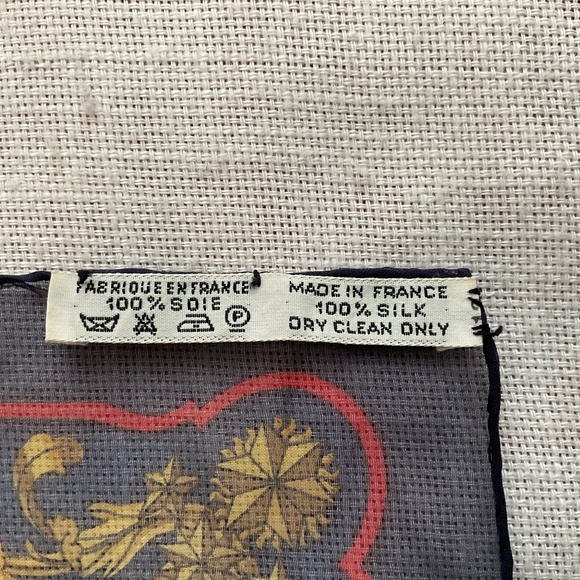 FABRIQUE EN FRANCE
100% SOIE
P
MADE IN FRANCE
100% SILK
DRY CLEAN ONLY